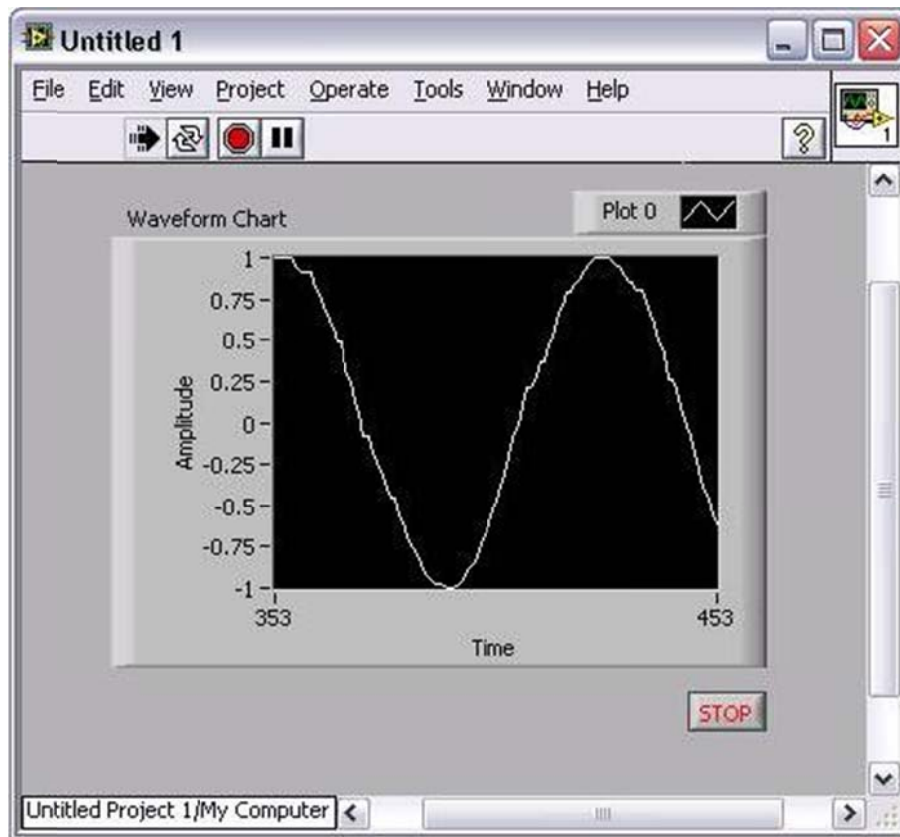 Untitled 1
File Edit View Project Operate Tools Window Help
?
1
Waveform Chart
Plot 0
1
0.75
0.5
0.25
0
-0.25
-0.5
-0.75
-1
Amplitude
353 453
Time
STOP
Untitled Project 1/My Computer